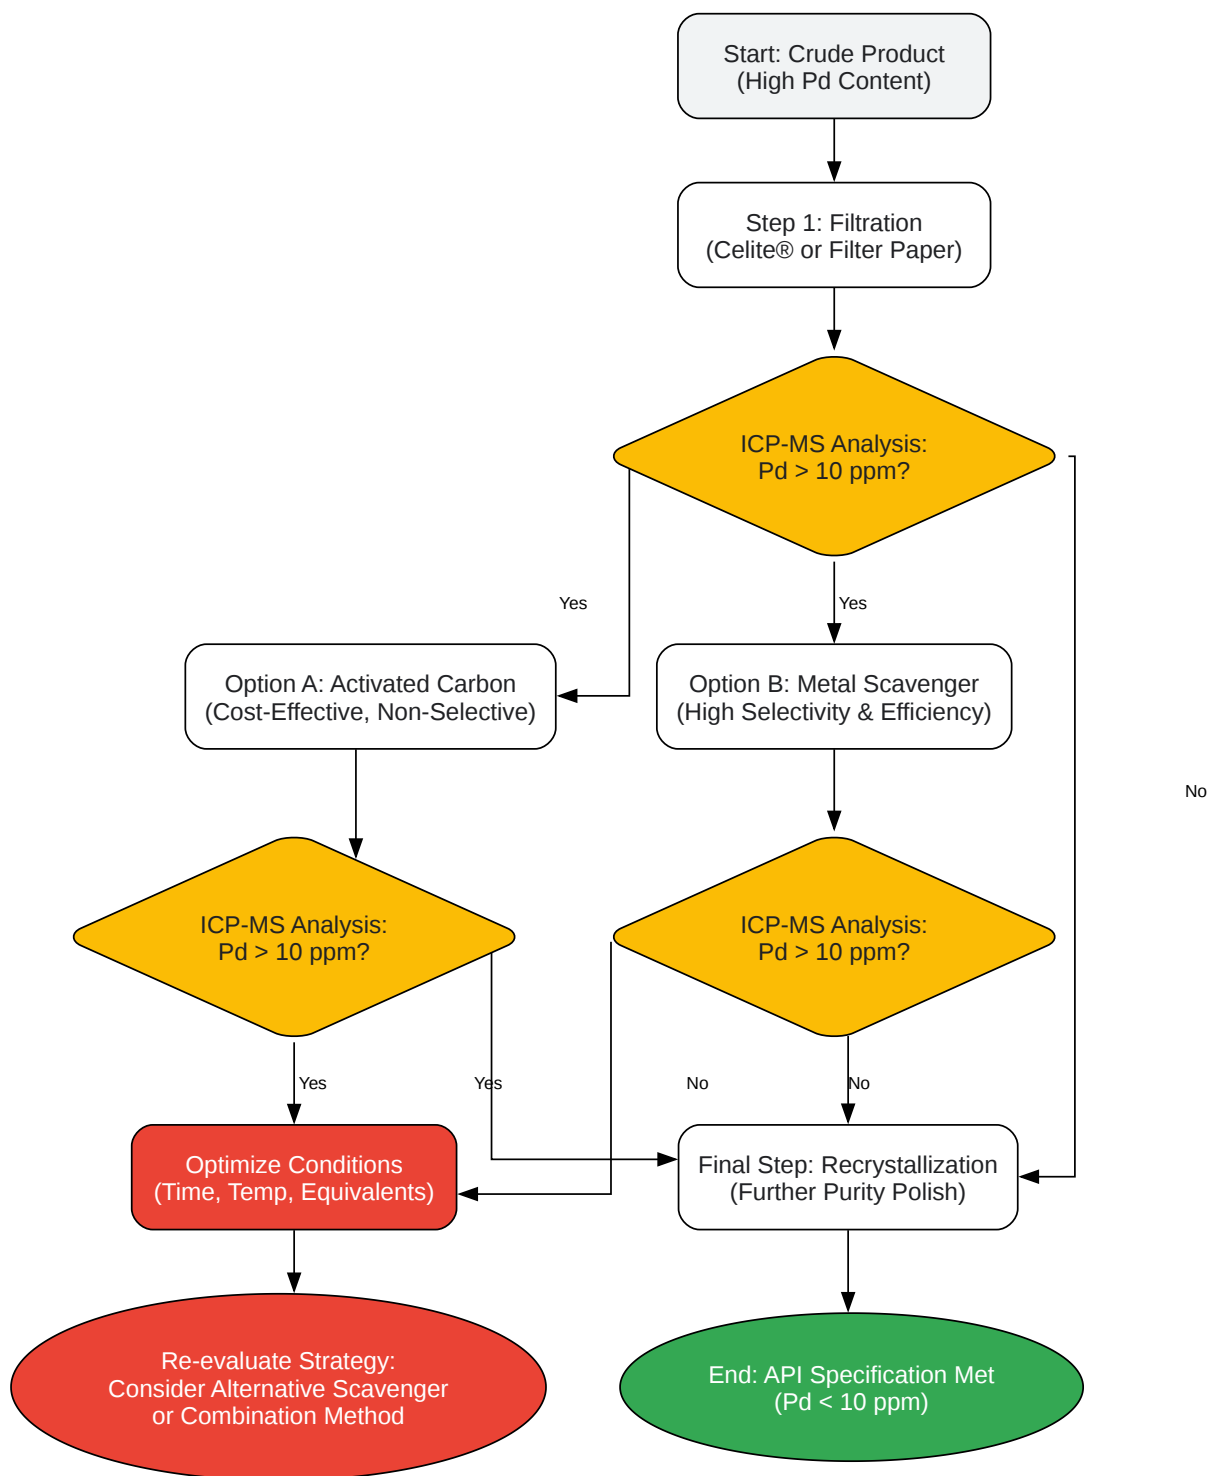 Start: Crude Product
(High Pd Content)
Step 1: Filtration
(Celite® or Filter Paper)
ICP-MS Analysis:
Pd > 10 ppm?
Yes
Yes
Option A: Activated Carbon
(Cost-Effective, Non-Selective)
Option B: Metal Scavenger
(High Selectivity & Efficiency)
No
ICP-MS Analysis:
Pd > 10 ppm?
ICP-MS Analysis:
Pd > 10 ppm?
Yes
Yes
No
No
Optimize Conditions
(Time, Temp, Equivalents)
Final Step: Recrystallization
(Further Purity Polish)
Re-evaluate Strategy:
Consider Alternative Scavenger
or Combination Method
End: API Specification Met
(Pd < 10 ppm)